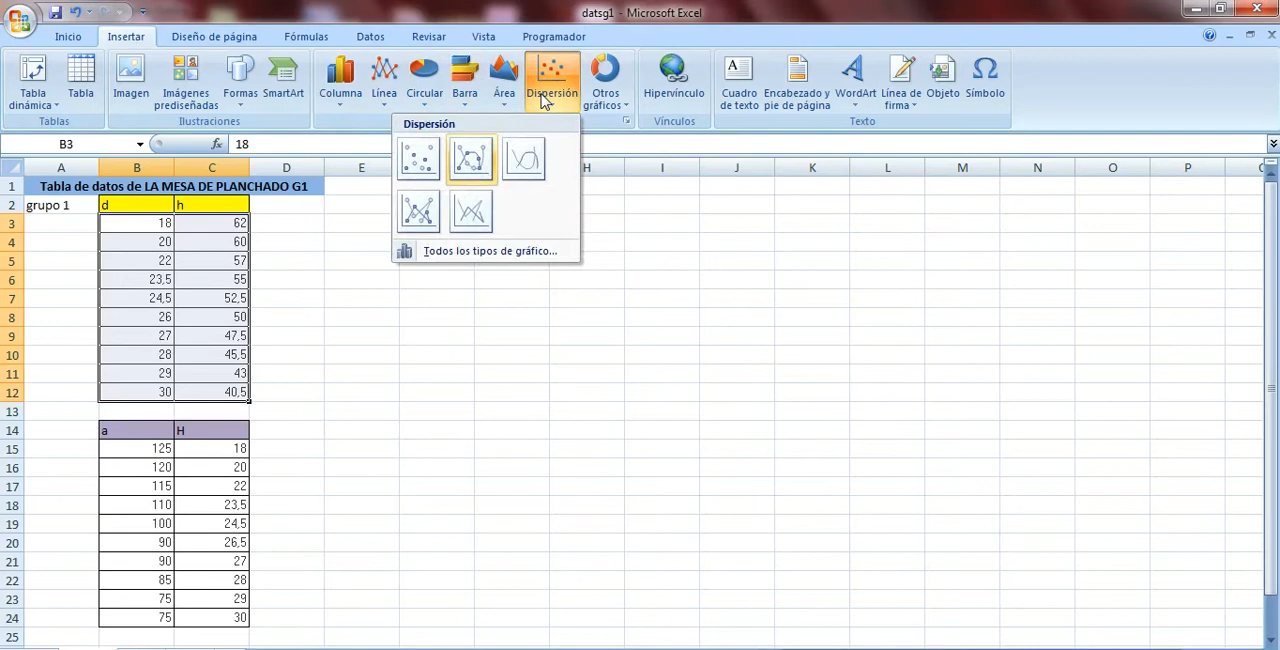 datsg1 - Microsoft Excel
Inicio Insertar Diseño de página Fórmulas Datos Revisar Vista Programador
Tabla dinámica Tabla Imagen Imágenes prediseñadas Formas SmartArt Columna Línea Circular Barra Área Dispersión Otros gráficos Hipervínculo Cuadro de texto Encabezado y pie de página WordArt Línea de firma Objeto Símbolo
Tablas Ilustraciones Vínculos Texto
Dispersión
Todos los tipos de gráfico...
B3 fx 18
A B C D E H I J K L M N O P
1 Tabla de datos de LA MESA DE PLANCHADO G1
2 grupo 1 d h
3 18 62
4 20 60
5 22 57
6 23,5 55
7 24,5 52,5
8 26 50
9 27 47,5
10 28 45,5
11 29 43
12 30 40,5
13
14 a H
15 125 18
16 120 20
17 115 22
18 110 23,5
19 100 24,5
20 90 26,5
21 90 27
22 85 28
23 75 29
24 75 30
25